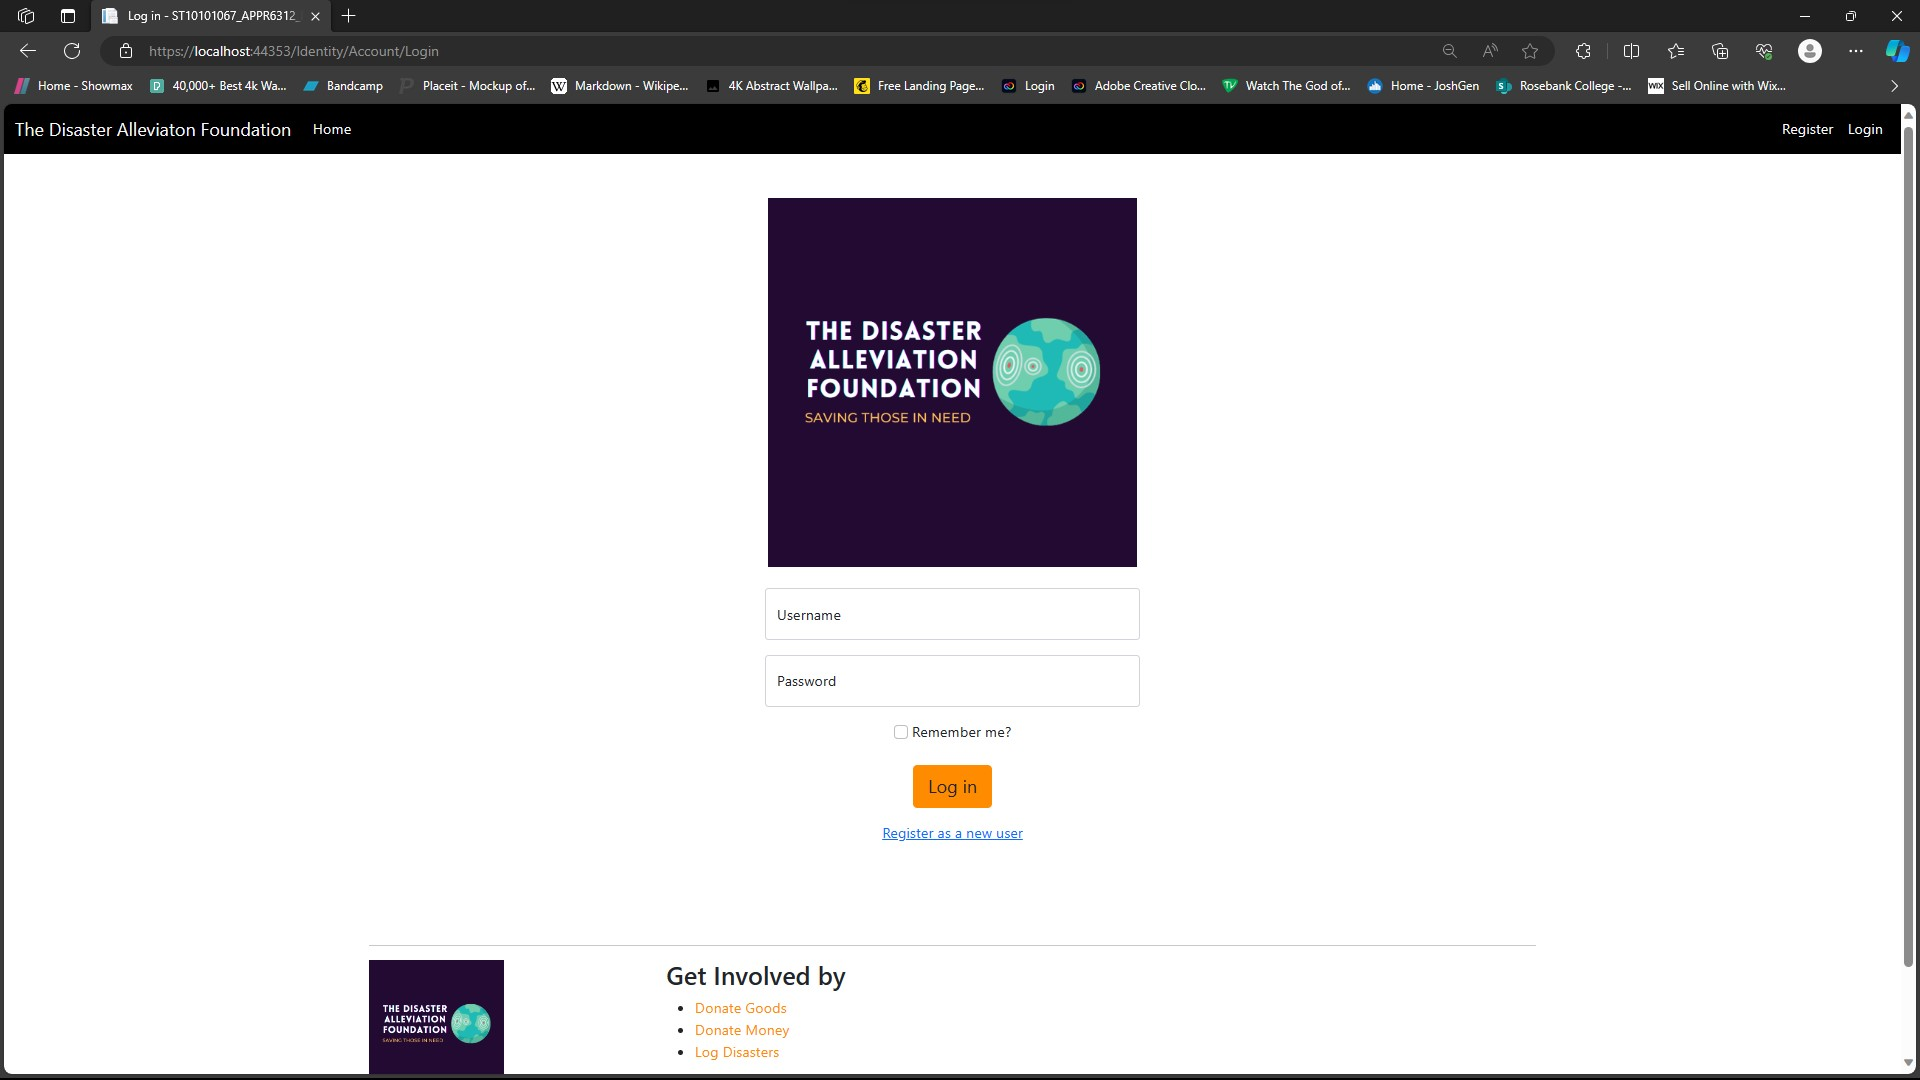 Log in - ST10101067_APPR6312_
https://localhost:44353/Identity/Account/Login
Home - Showmax
40,000+ Best 4k Wa...
Bandcamp
Placeit - Mockup of...
Markdown - Wikipe...
4K Abstract Wallpa...
Free Landing Page...
Login
Adobe Creative Clo...
Watch The God of...
Home - JoshGen
Rosebank College -...
WIX Sell Online with Wix...
The Disaster Alleviaton Foundation
Home
Register
Login
THE DISASTER
ALLEVIATION
FOUNDATION
SAVING THOSE IN NEED
Username
Password
Remember me?
Log in
Register as a new user
THE DISASTER
ALLEVIATION
FOUNDATION
SAVING THOSE IN NEED
Get Involved by
Donate Goods
Donate Money
Log Disasters